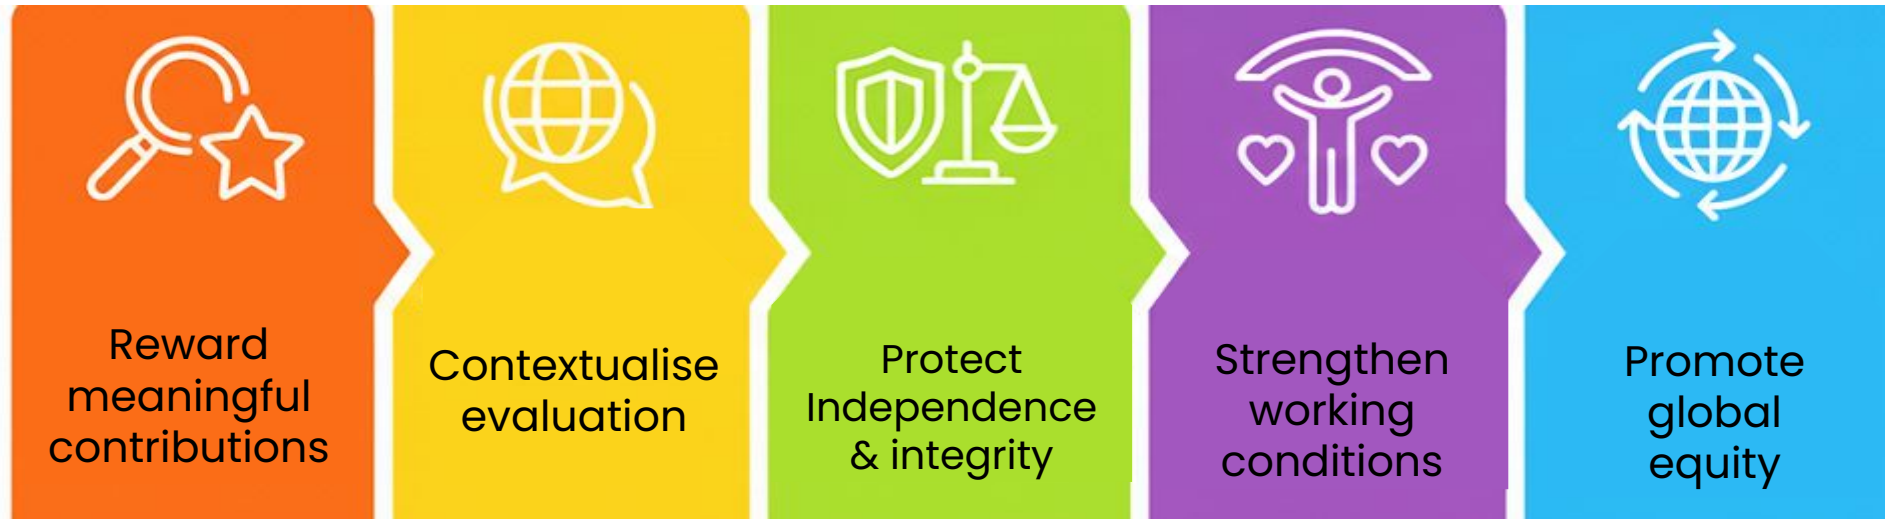 Reward
meaningful
contributions
Contextualise
evaluation
Protect
Independence
& integrity
Strengthen
working
conditions
Promote
global
equity